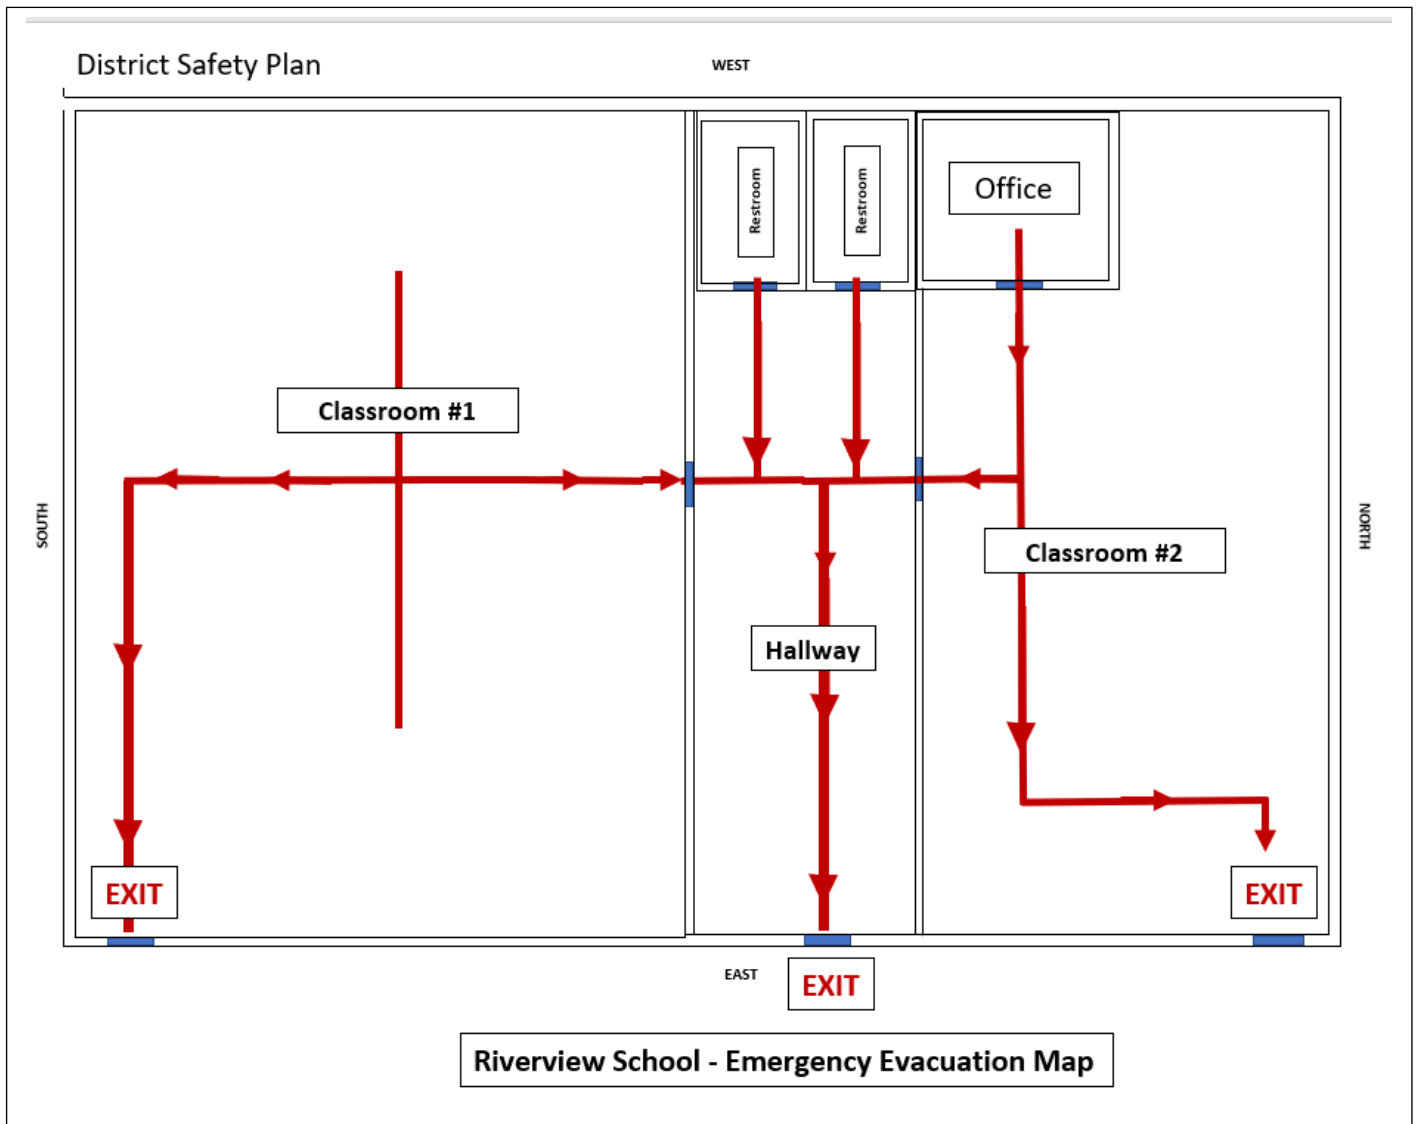 District Safety Plan
WEST
Restroom
Restroom
Office
Classroom #1
SOUTH
NORTH
Classroom #2
Hallway
EXIT
EXIT
EAST
EXIT
Riverview School - Emergency Evacuation Map